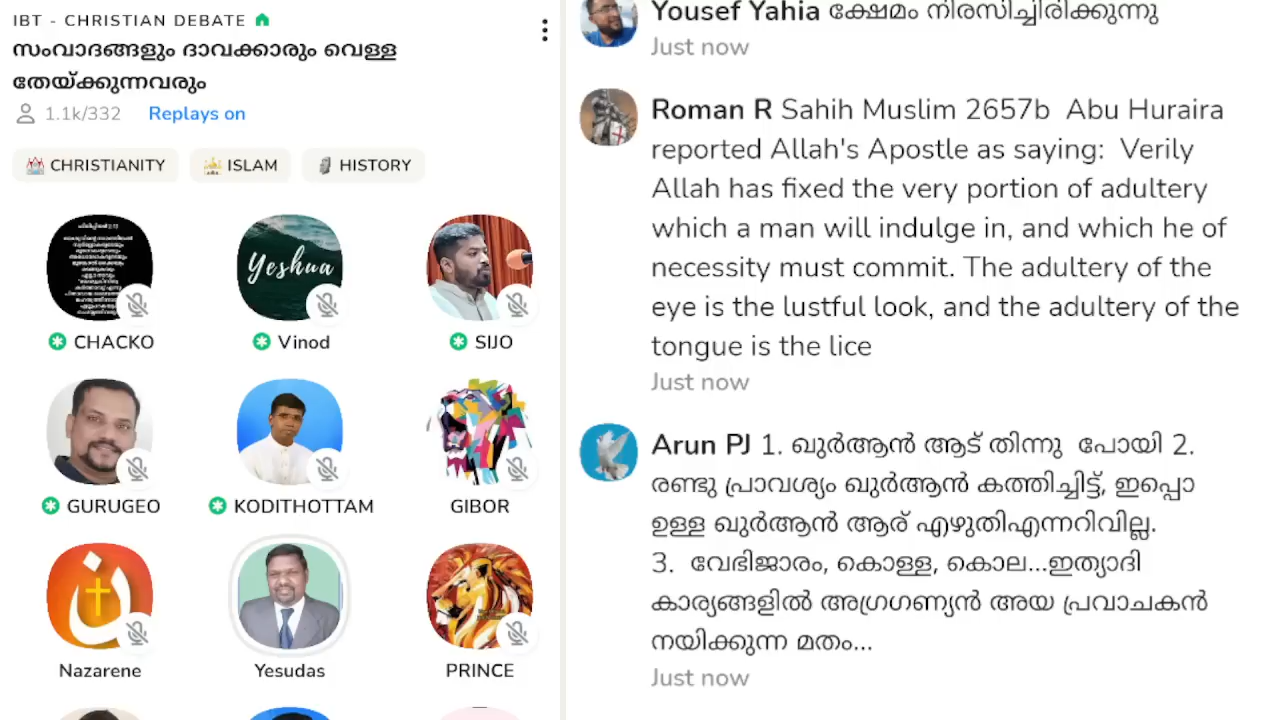 IBT - CHRISTIAN DEBATE
സംവാദങ്ങളും ദാവക്കാരും വെള്ള
തേയ്ക്കുന്നവരും
1.1k/332 Replays on
CHRISTIANITY ISLAM HISTORY
Yeshua
CHACKO Vinod SIJO
GURUGEO KODITHOTTAM GIBOR
Nazarene Yesudas PRINCE
Yousef Yahia ക്ഷേമം നിരസിച്ചിരിക്കുന്നു
Just now
Roman R Sahih Muslim 2657b Abu Huraira
reported Allah's Apostle as saying: Verily
Allah has fixed the very portion of adultery
which a man will indulge in, and which he of
necessity must commit. The adultery of the
eye is the lustful look, and the adultery of the
tongue is the lice
Just now
Arun PJ 1. ഖുർആൻ ആട് തിന്നു പോയി 2.
രണ്ടു പ്രാവശ്യം ഖുർആൻ കത്തിച്ചിട്ട്, ഇപ്പൊ
ഉള്ള ഖുർആൻ ആര് എഴുതിഎന്നറിവില്ല.
3. വേഭിജാരം, കൊള്ള, കൊല...ഇത്യാദി
കാര്യങ്ങളിൽ അഗ്രഗണ്യൻ അയ പ്രവാചകൻ
നയിക്കുന്ന മതം...
Just now